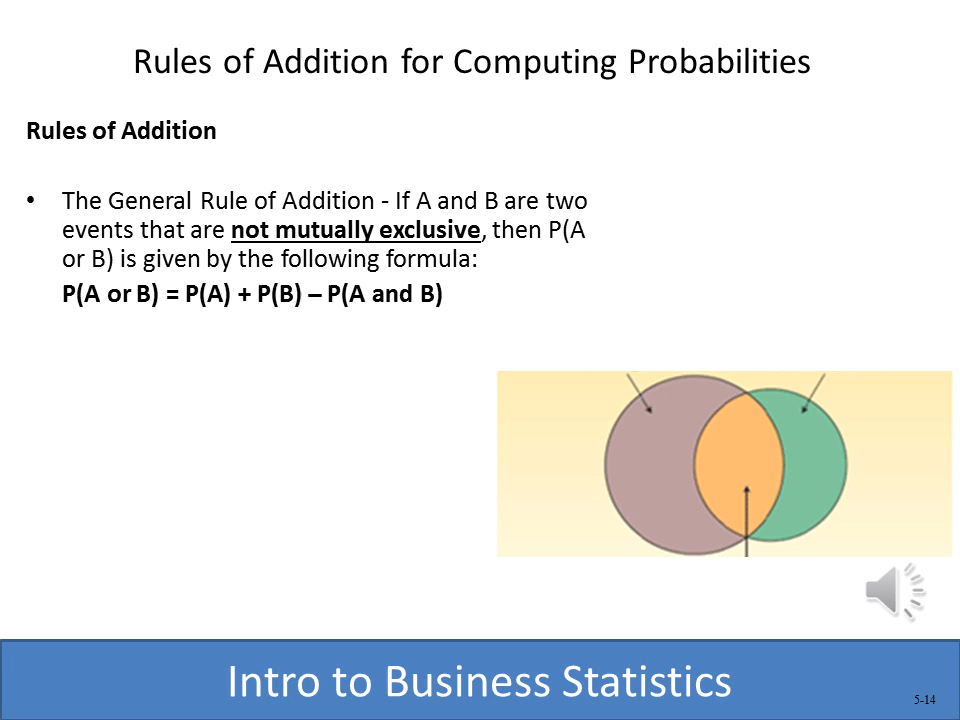 Rules of Addition for Computing Probabilities
Rules of Addition
• The General Rule of Addition - If A and B are two
events that are not mutually exclusive, then P(A
or B) is given by the following formula:
P(A or B) = P(A) + P(B) – P(A and B)
Intro to Business Statistics
5-14